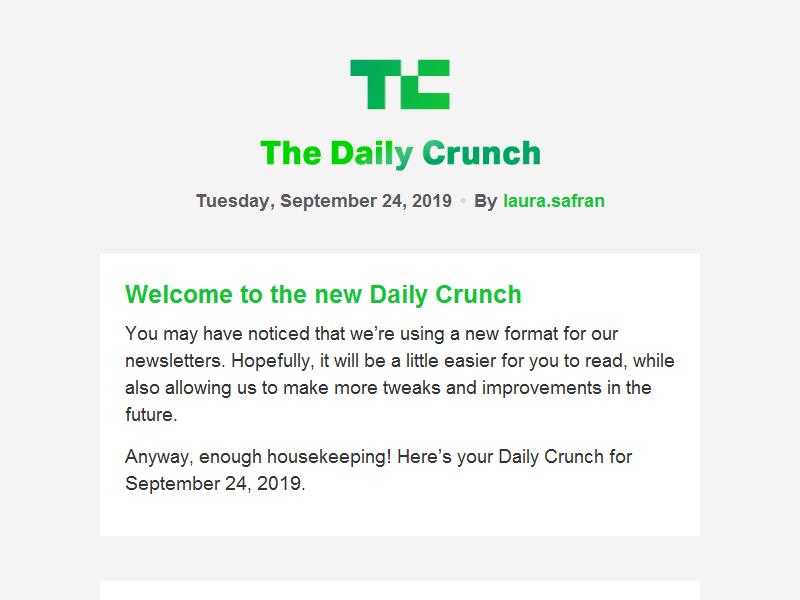 TC
The Daily Crunch
Tuesday, September 24, 2019 • By laura.safran
Welcome to the new Daily Crunch
You may have noticed that we’re using a new format for our
newsletters. Hopefully, it will be a little easier for you to read, while
also allowing us to make more tweaks and improvements in the
future.
Anyway, enough housekeeping! Here’s your Daily Crunch for
September 24, 2019.